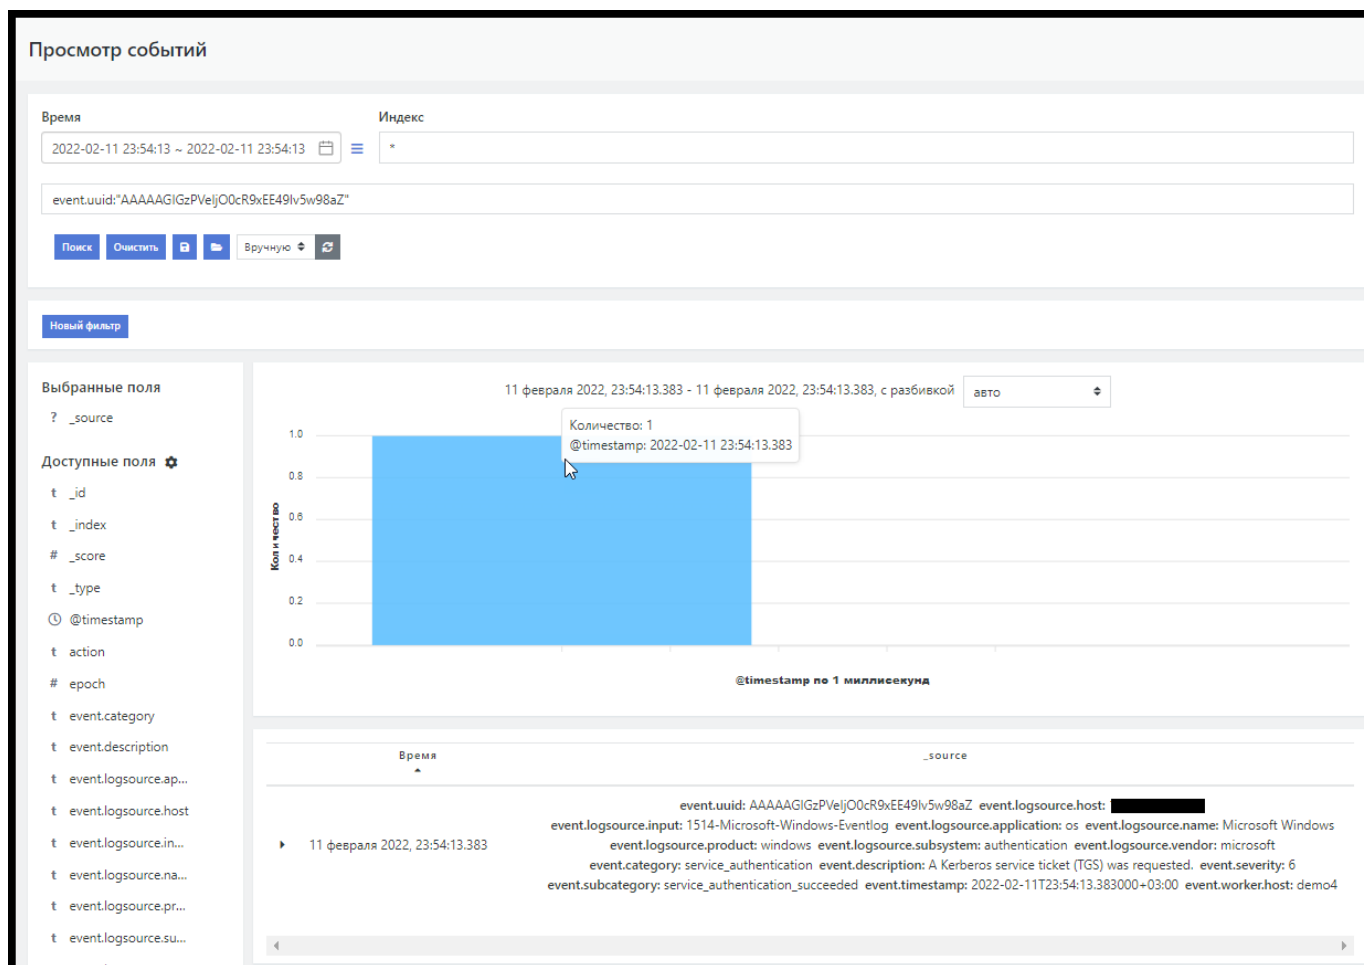 Просмотр событий
Время
Индекс
2022-02-11 23:54:13 ~ 2022-02-11 23:54:13
*
event.uuid:"AAAAAGIGzPVeIjO0cR9xEE49Iv5w98aZ"
Поиск
Очистить
Вручную
Новый фильтр
Выбранные поля
? _source
Доступные поля
t _id
t _index
# _score
t _type
@timestamp
t action
# epoch
t event.category
t event.description
t event.logsource.ap...
t event.logsource.host
t event.logsource.in...
t event.logsource.na...
t event.logsource.pr...
t event.logsource.su...
11 февраля 2022, 23:54:13.383 - 11 февраля 2022, 23:54:13.383, с разбивкой
авто
Количество: 1
@timestamp: 2022-02-11 23:54:13.383
1.0
0.8
0.6
0.4
0.2
0.0
Количество
@timestamp по 1 миллисекунд
Время
_source
11 февраля 2022, 23:54:13.383
event.uuid: AAAAAGIGzPVeIjO0cR9xEE49Iv5w98aZ event.logsource.host:
event.logsource.input: 1514-Microsoft-Windows-Eventlog event.logsource.application: os event.logsource.name: Microsoft Windows
event.logsource.product: windows event.logsource.subsystem: authentication event.logsource.vendor: microsoft
event.category: service_authentication event.description: A Kerberos service ticket (TGS) was requested. event.severity: 6
event.subcategory: service_authentication_succeeded event.timestamp: 2022-02-11T23:54:13.383000+03:00 event.worker.host: demo4